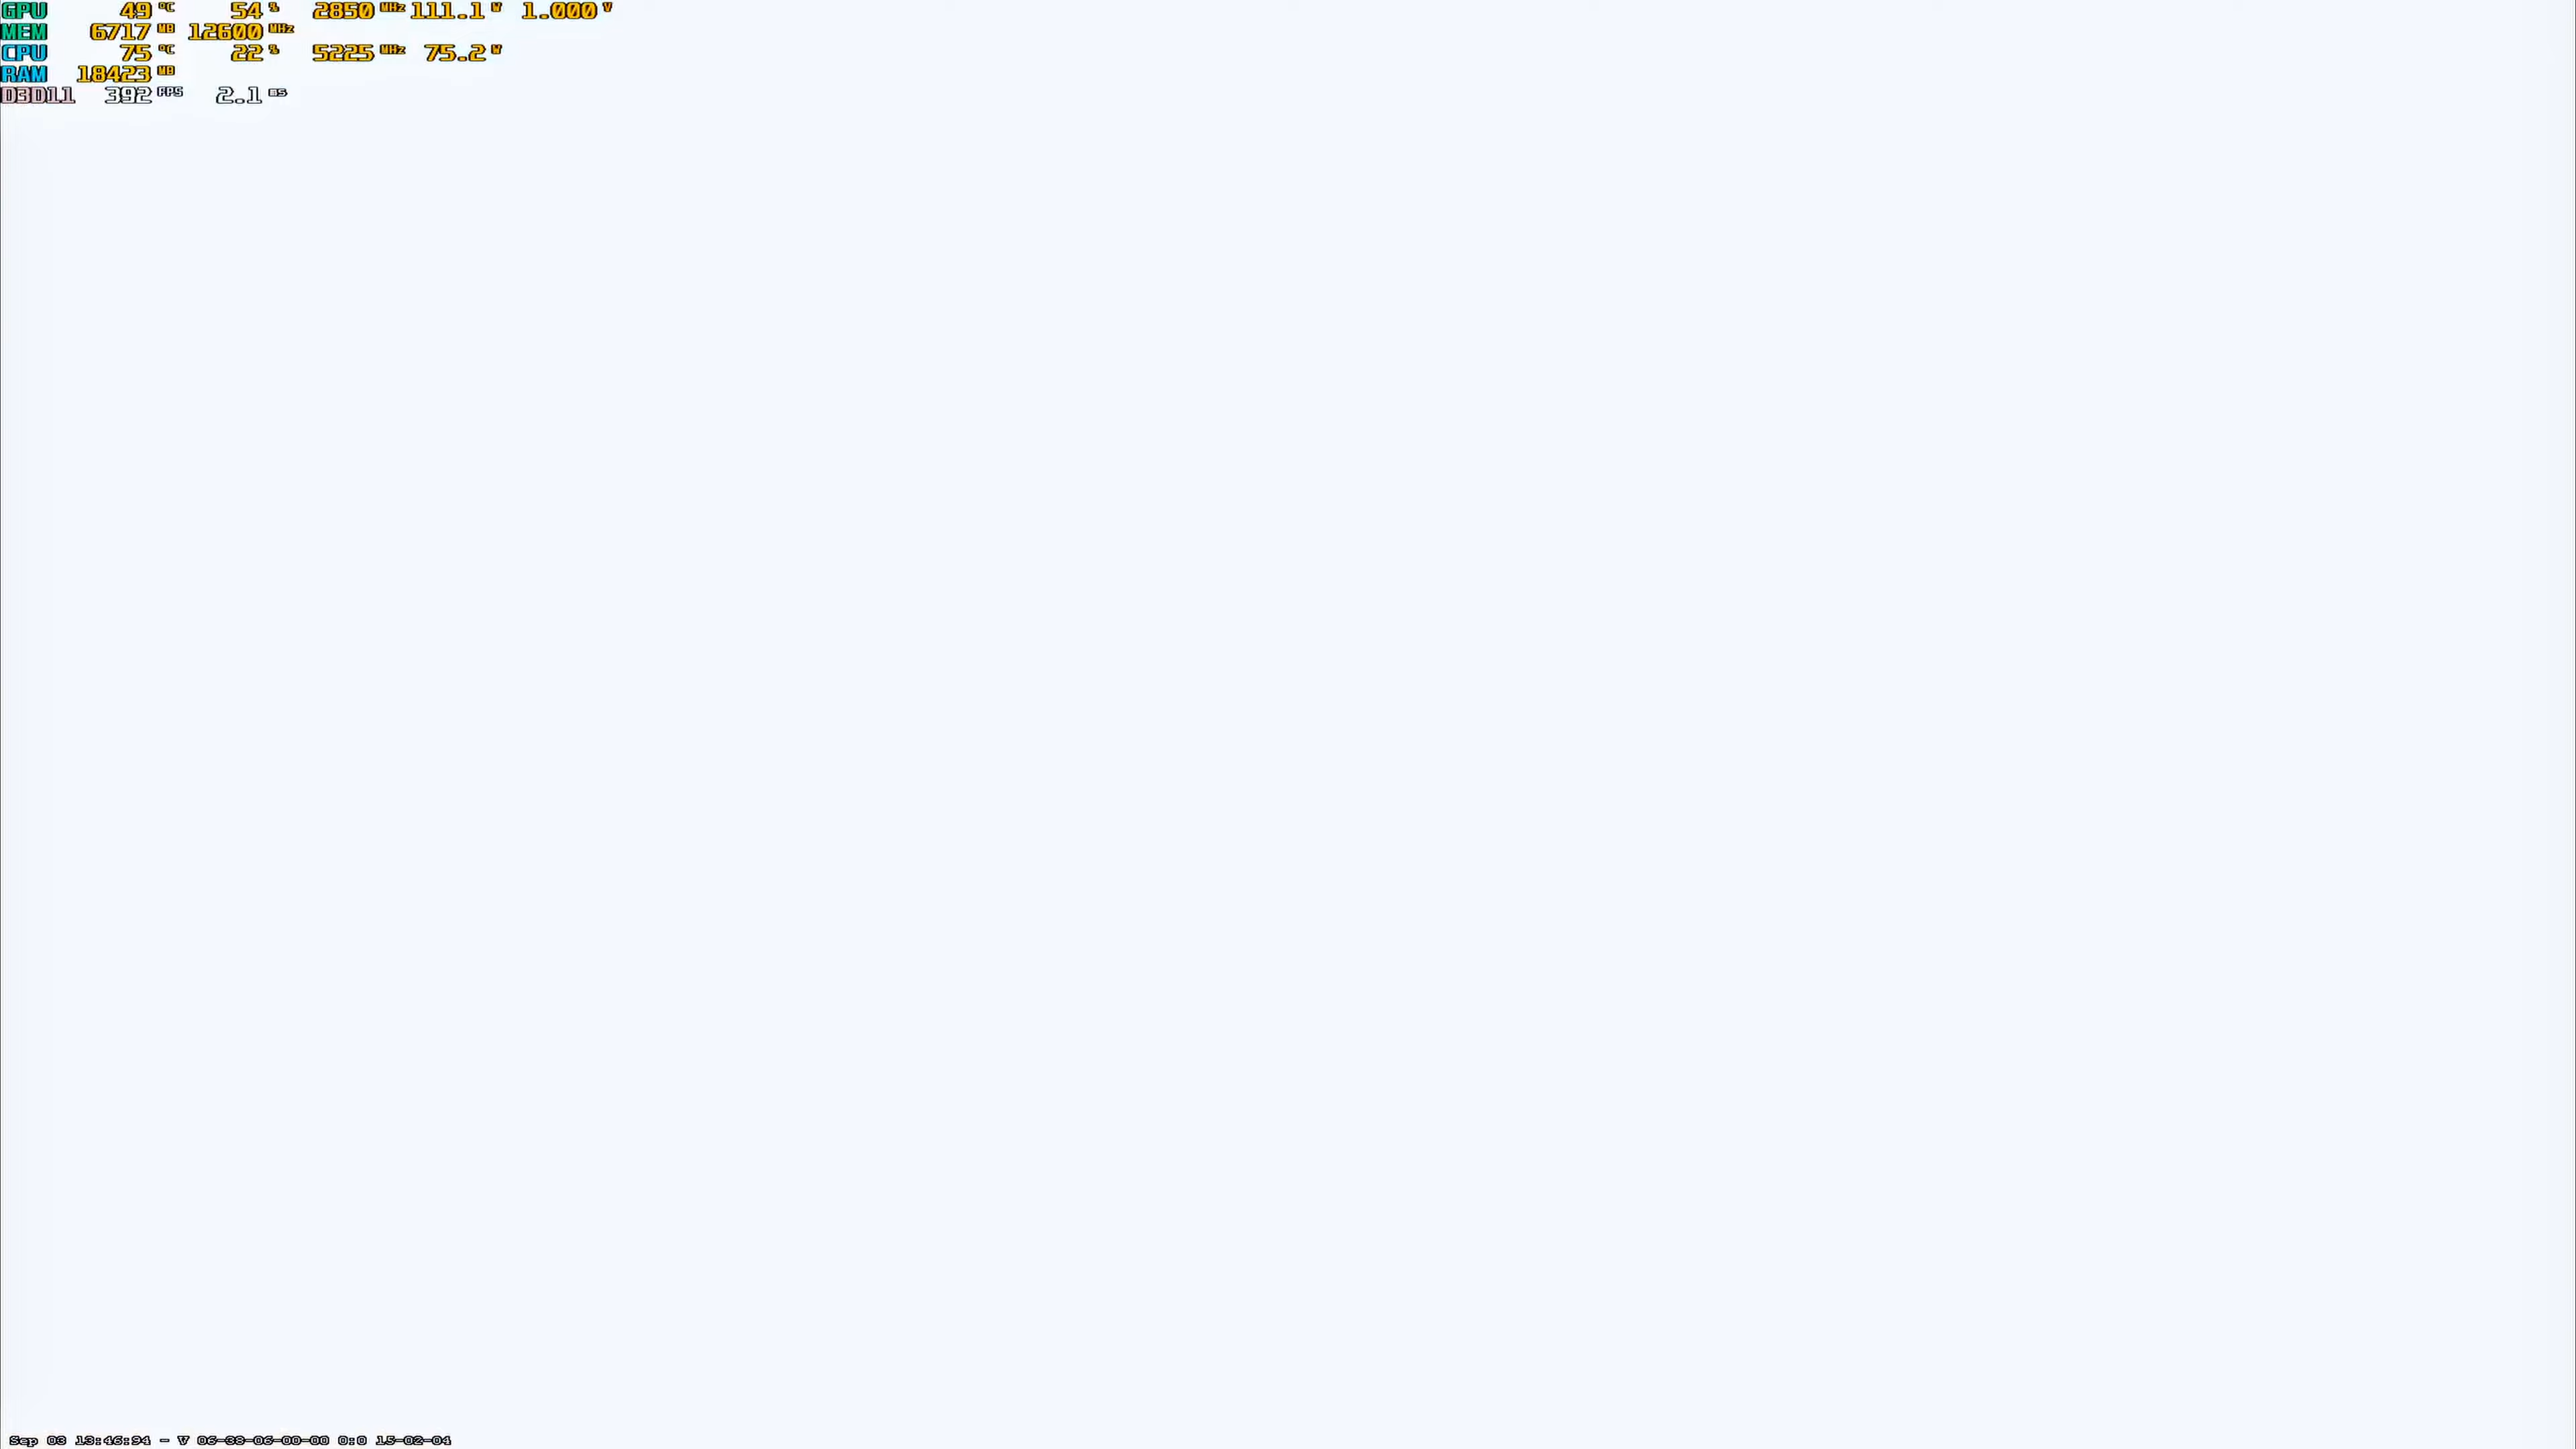 GPU 49 °C 54 % 2850 MHz 111.1 W 1.000 V
MEM 6717 MB 12600 MHz
CPU 75 °C 22 % 5225 MHz 75.2 W
RAM 18423 MB
D3D11 392 FPS 2.1 ms
Sep 03 13:46:94 - V 06-38-06-00-00 0:0 15-02-04